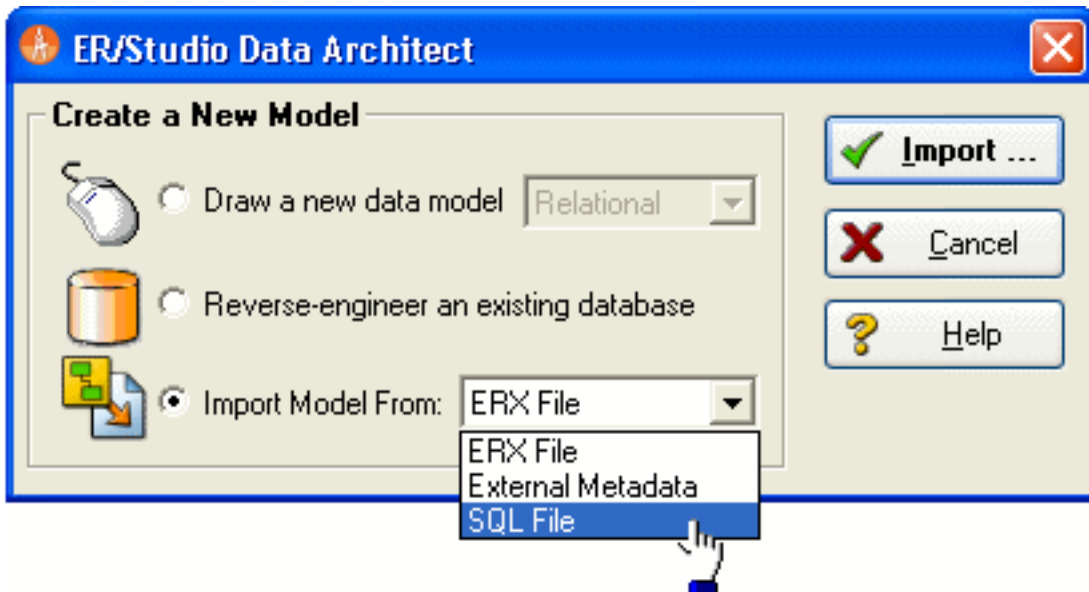 ER/Studio Data Architect
Create a New Model
Import ...
Draw a new data model Relational
Cancel
Reverse-engineer an existing database
Help
Import Model From: ERX File
ERX File
External Metadata
SQL File